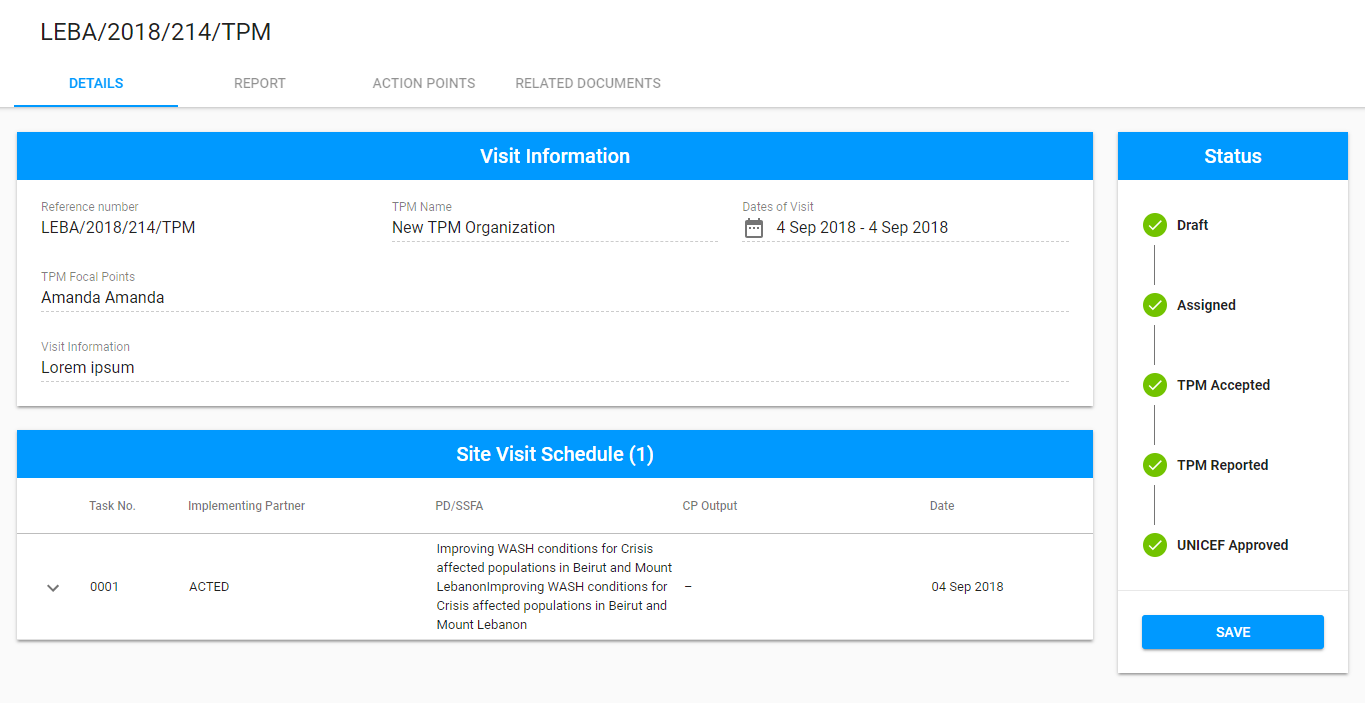 LEBA/2018/214/TPM
DETAILS REPORT ACTION POINTS RELATED DOCUMENTS
Visit Information
Reference number TPM Name Dates of Visit
LEBA/2018/214/TPM New TPM Organization 4 Sep 2018 - 4 Sep 2018
TPM Focal Points
Amanda Amanda
Visit Information
Lorem ipsum
Site Visit Schedule (1)
Task No. Implementing Partner PD/SSFA CP Output Date
Improving WASH conditions for Crisis
affected populations in Beirut and Mount
0001 ACTED LebanonImproving WASH conditions for – 04 Sep 2018
Crisis affected populations in Beirut and
Mount Lebanon
Status
Draft
Assigned
TPM Accepted
TPM Reported
UNICEF Approved
SAVE